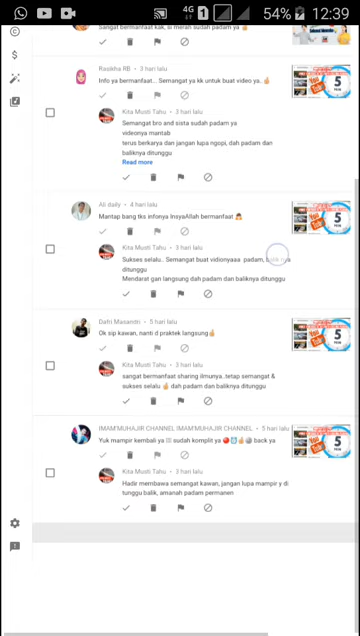 4G 1 54% 12:39
Sangat bermanfaat kak, si merah sudah padam ya
Rasikha RB • 3 hari lalu
Info ya bermanfaat... Semangat ya kk untuk buat video ya..
Kita Musti Tahu • 3 hari lalu
Semangat bro and sista sudah padam ya
videonya mantab
terus berkarya dan jangan lupa ngopi, dah padam dan
baliknya ditunggu
Read more
Ali daily • 4 hari lalu
Mantap bang tks infonya InsyaAllah bermanfaat
Kita Musti Tahu • 3 hari lalu
Sukses selalu.. Semangat buat vidionyaaa padam, balik nya
ditunggu
Mendarat gan langsung dah padam dan baliknya ditunggu
5
Dafri Masamtri • 5 hari lalu
Ok sip kawan, nanti d praktek langsung
Kita Musti Tahu • 3 hari lalu
sangat bermanfaat sharing ilmunya..tetap semangat &
sukses selalu dah padam dan baliknya ditunggu
5
IMAM'MUHAJIR CHANNEL IMAM'MUHAJIR CHANNEL • 5 hari lalu
Yuk mampir kembali ya sudah komplit ya back ya
Kita Musti Tahu • 3 hari lalu
Hadir membawa semangat kawan, jangan lupa mampir y di
tunggu balik, amanah padam permanen
5